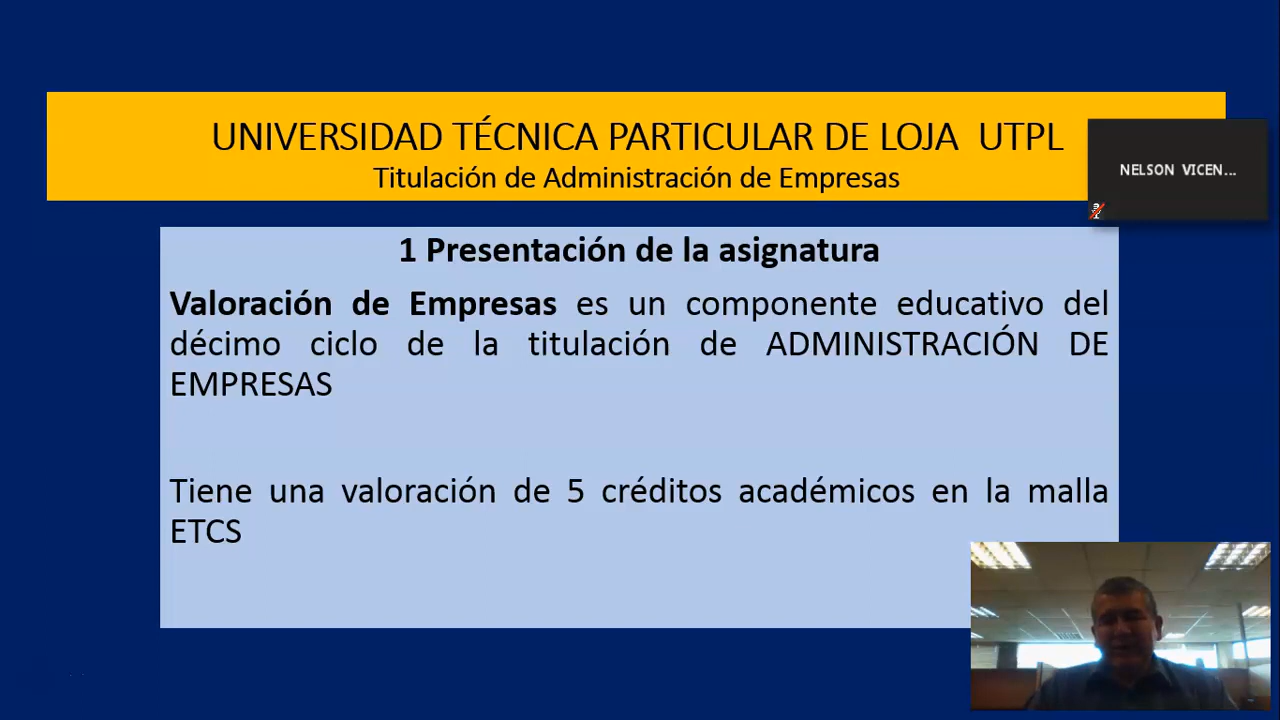 UNIVERSIDAD TÉCNICA PARTICULAR DE LOJA UTPL
Titulación de Administración de Empresas
NELSON VICEN...
1 Presentación de la asignatura
Valoración de Empresas es un componente educativo del
décimo ciclo de la titulación de ADMINISTRACIÓN DE
EMPRESAS
Tiene una valoración de 5 créditos académicos en la malla
ETCS